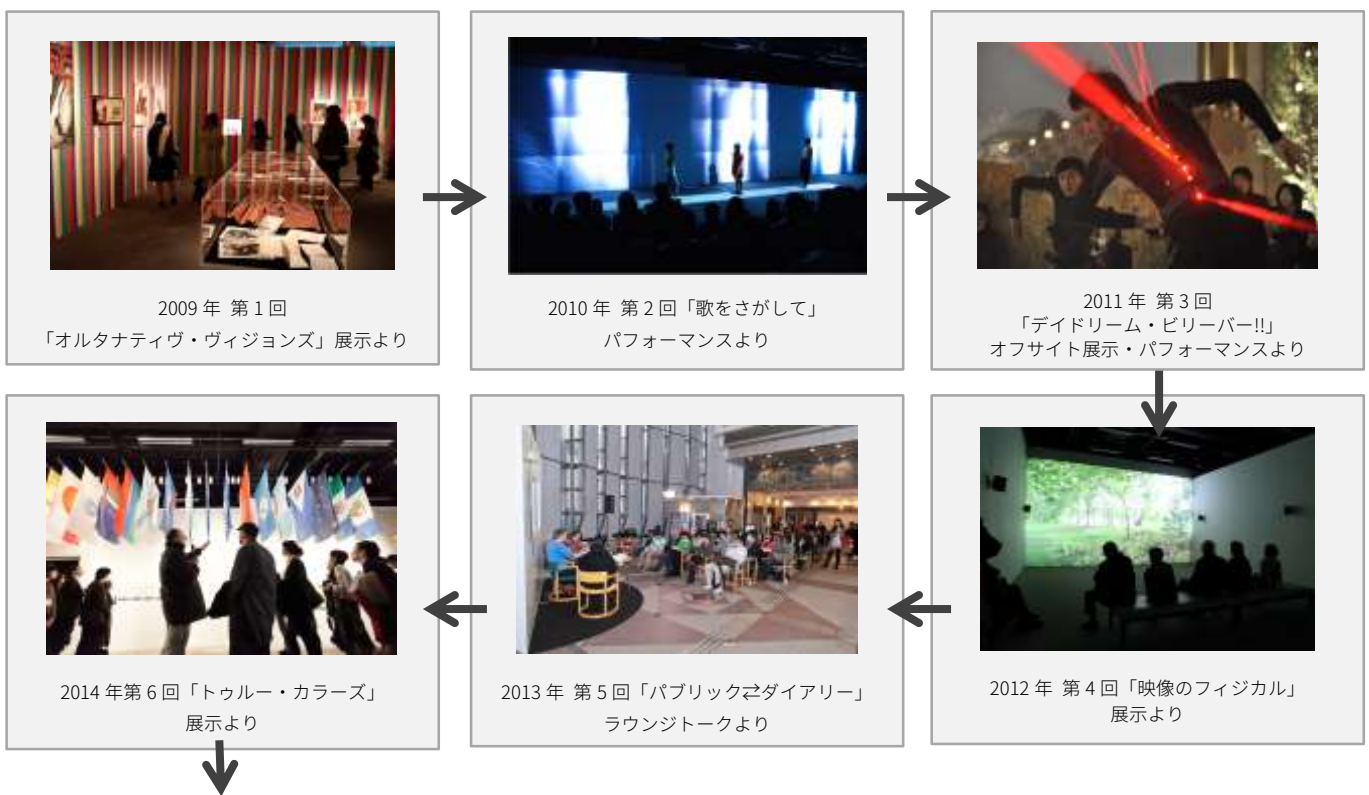 2009 年 第 1 回
「オルタナティヴ・ヴィジョンズ」展示より
2010 年 第 2 回「歌をさがして」
パフォーマンスより
2011 年 第 3 回
「デイドリーム・ビリーバー!!」
オフサイト展示・パフォーマンスより
2012 年 第 4 回「映像のフィジカル」
展示より
2013 年 第 5 回「パブリック⇄ダイアリー」
ラウンジトークより
2014 年第 6 回「トゥルー・カラーズ」
展示より